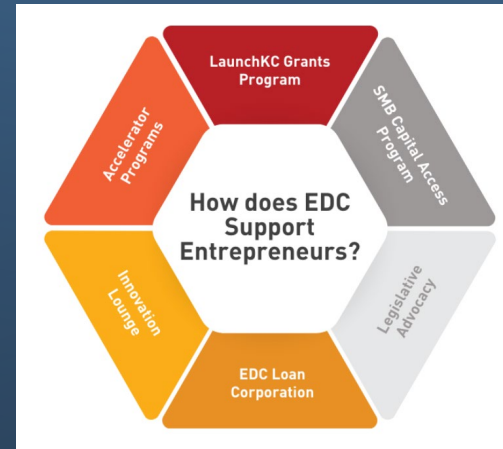 LaunchKC Grants
Program
SMB Capital Access
Program
Legislative
Advocacy
EDC Loan
Corporation
Innovation
Lounge
Accelerator
Programs
How does EDC
Support
Entrepreneurs?